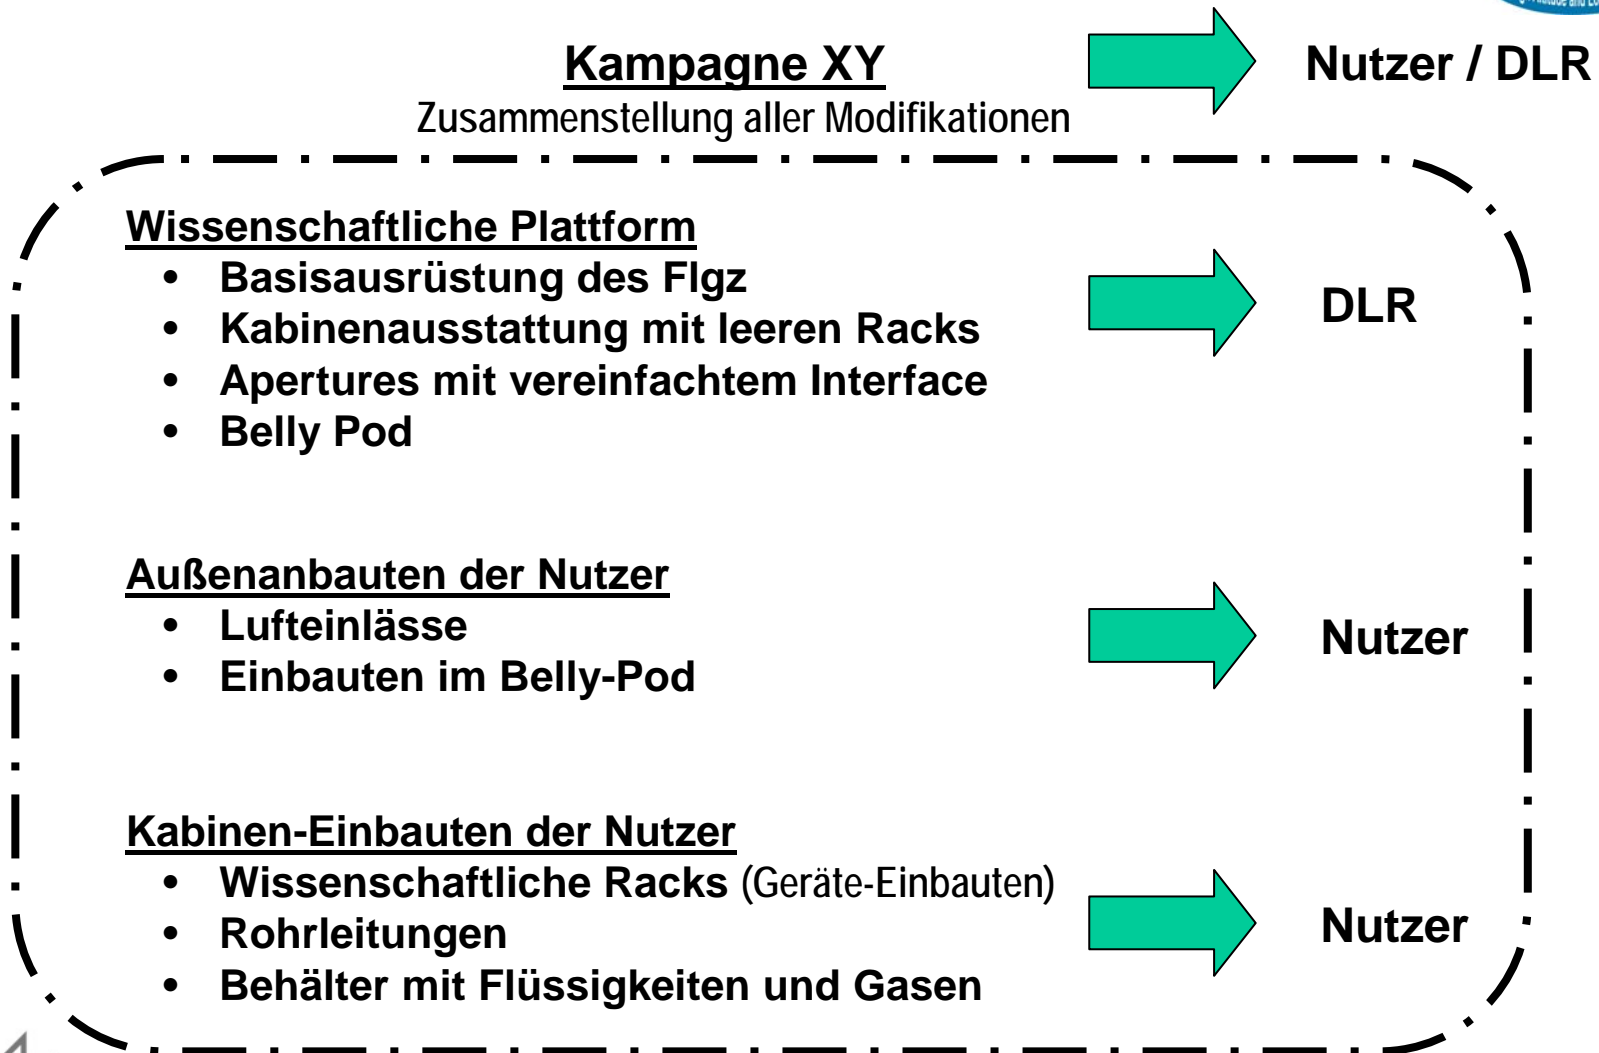 Kampagne XY
Nutzer / DLR
Zusammenstellung aller Modifikationen
Wissenschaftliche Plattform
• Basisausrüstung des Flgz
• Kabinenausstattung mit leeren Racks
• Apertures mit vereinfachtem Interface
• Belly Pod
DLR
Außenanbauten der Nutzer
• Lufteinlässe
• Einbauten im Belly-Pod
Nutzer
Kabinen-Einbauten der Nutzer
• Wissenschaftliche Racks (Geräte-Einbauten)
• Rohrleitungen
• Behälter mit Flüssigkeiten und Gasen
Nutzer